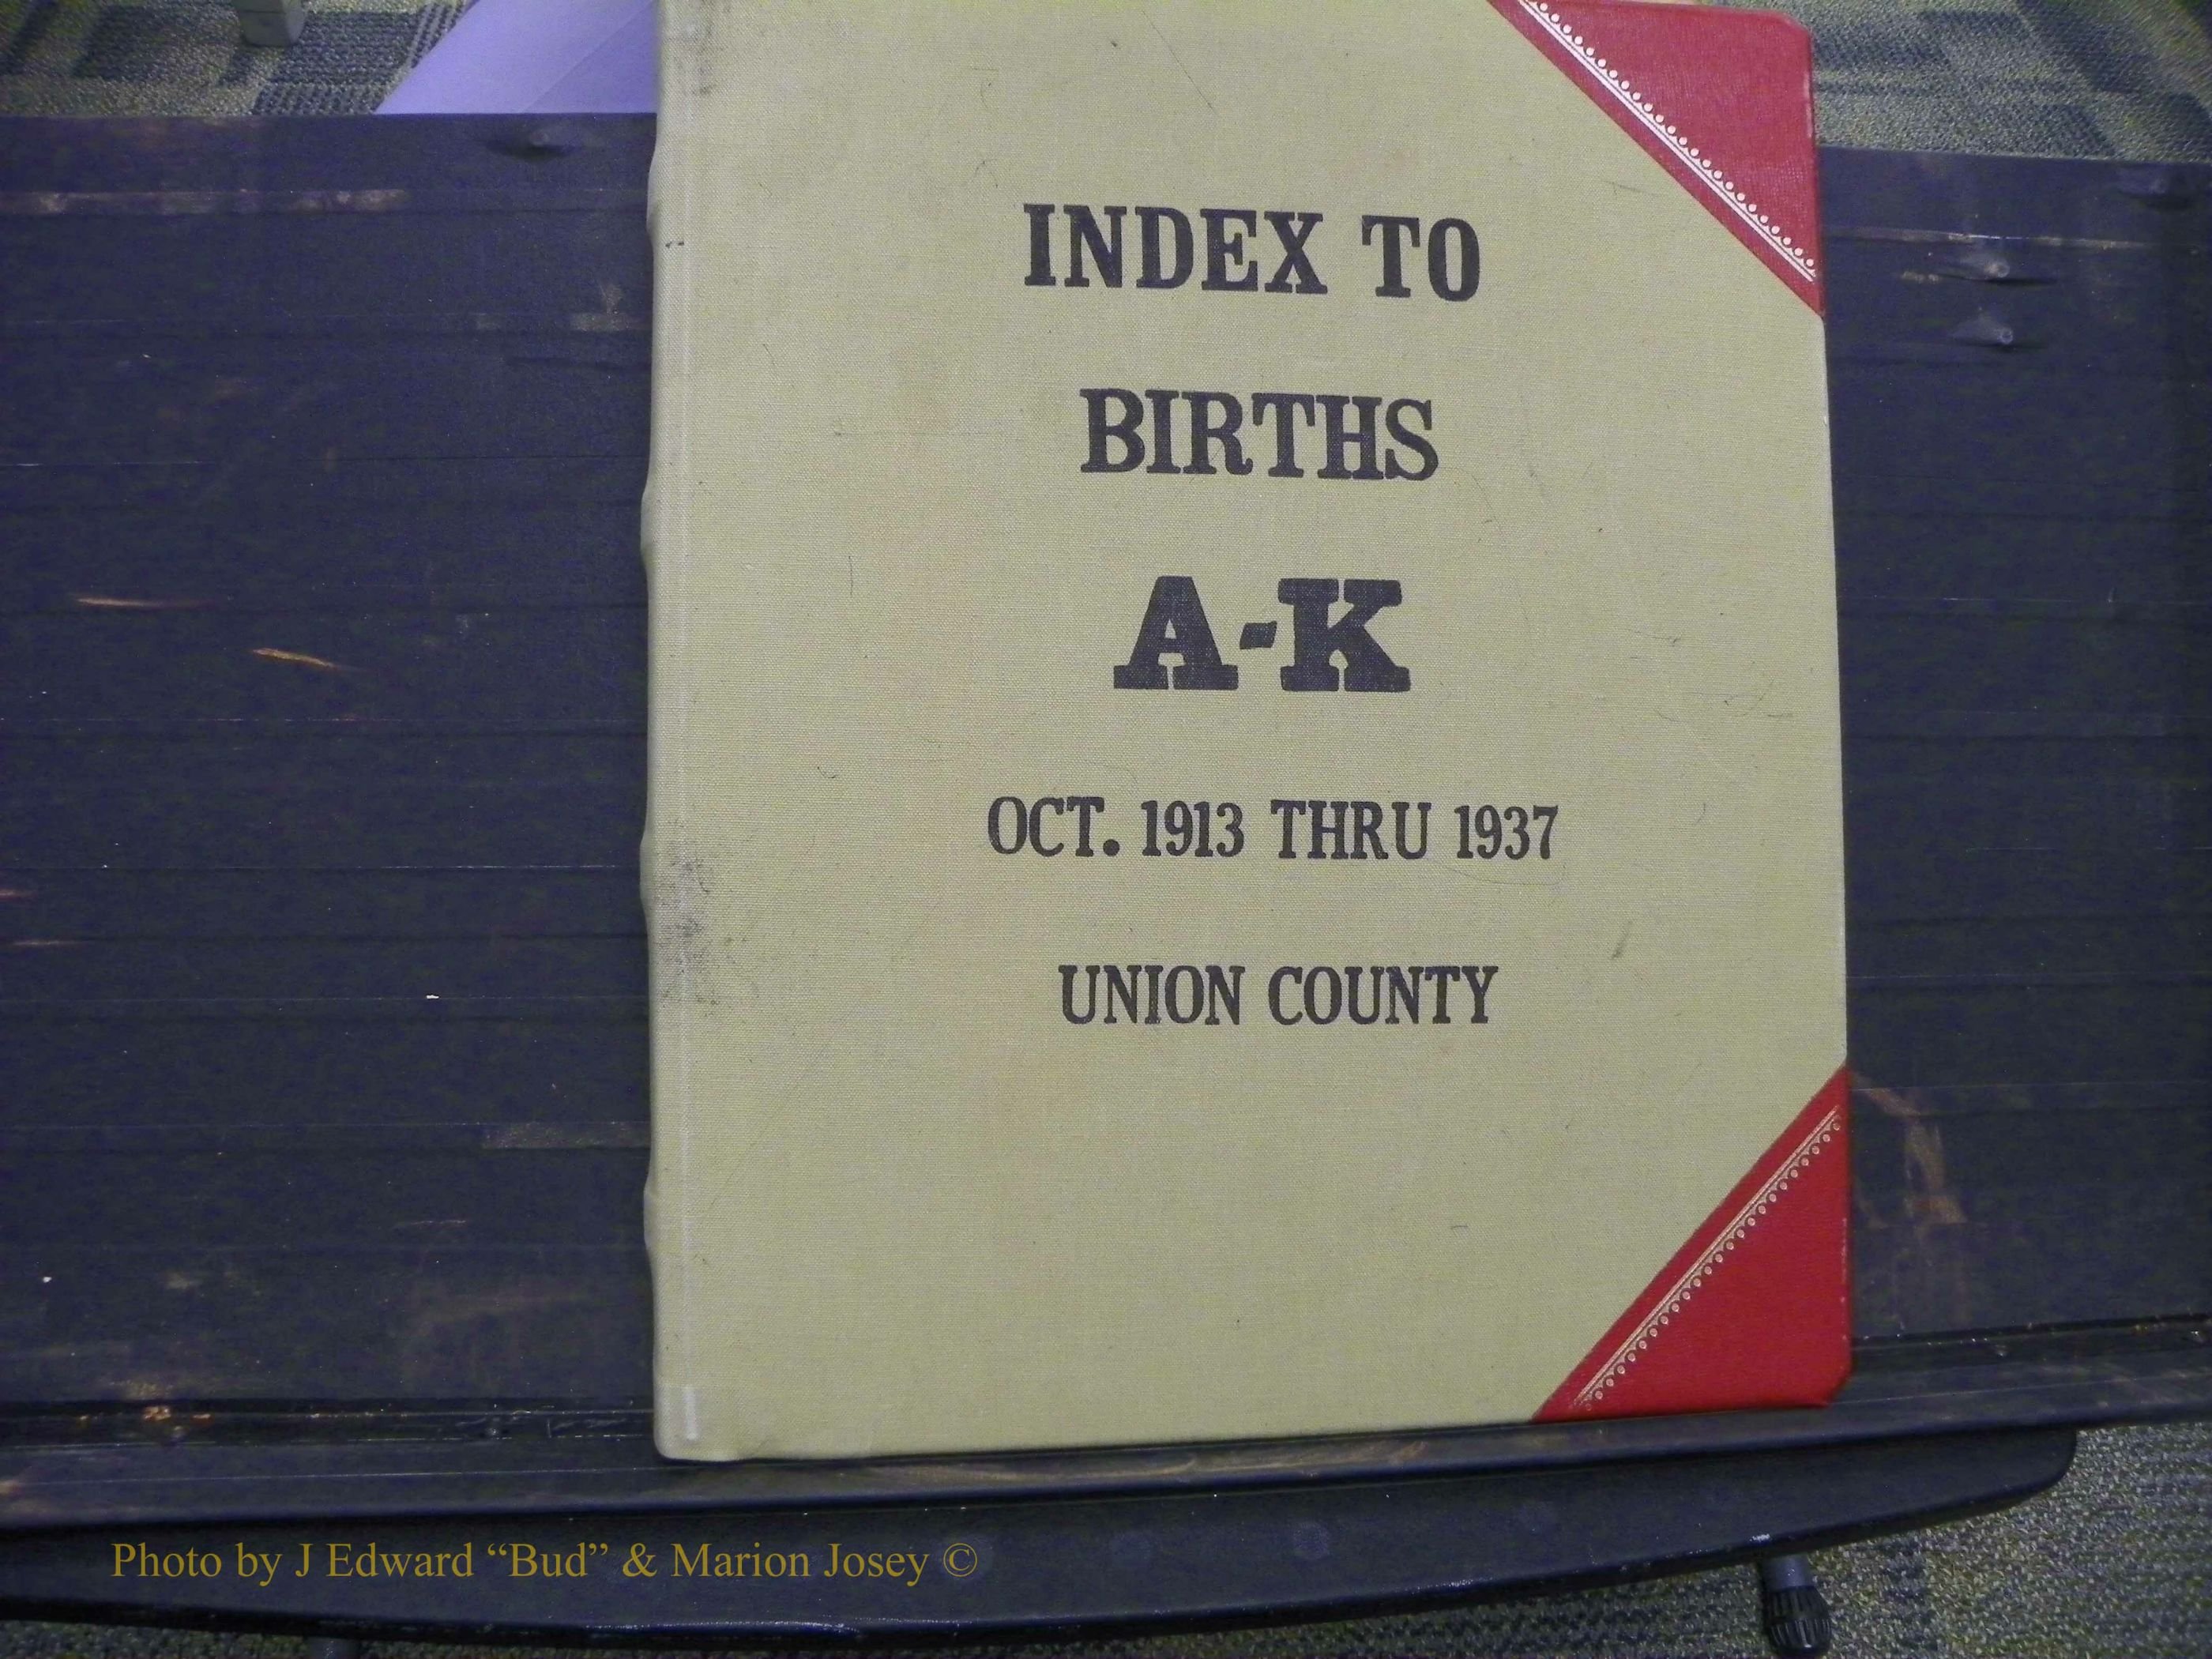 INDEX TO
BIRTHS
A-K
OCT. 1913 THRU 1937
UNION COUNTY
Photo by J Edward “Bud” & Marion Josey ©